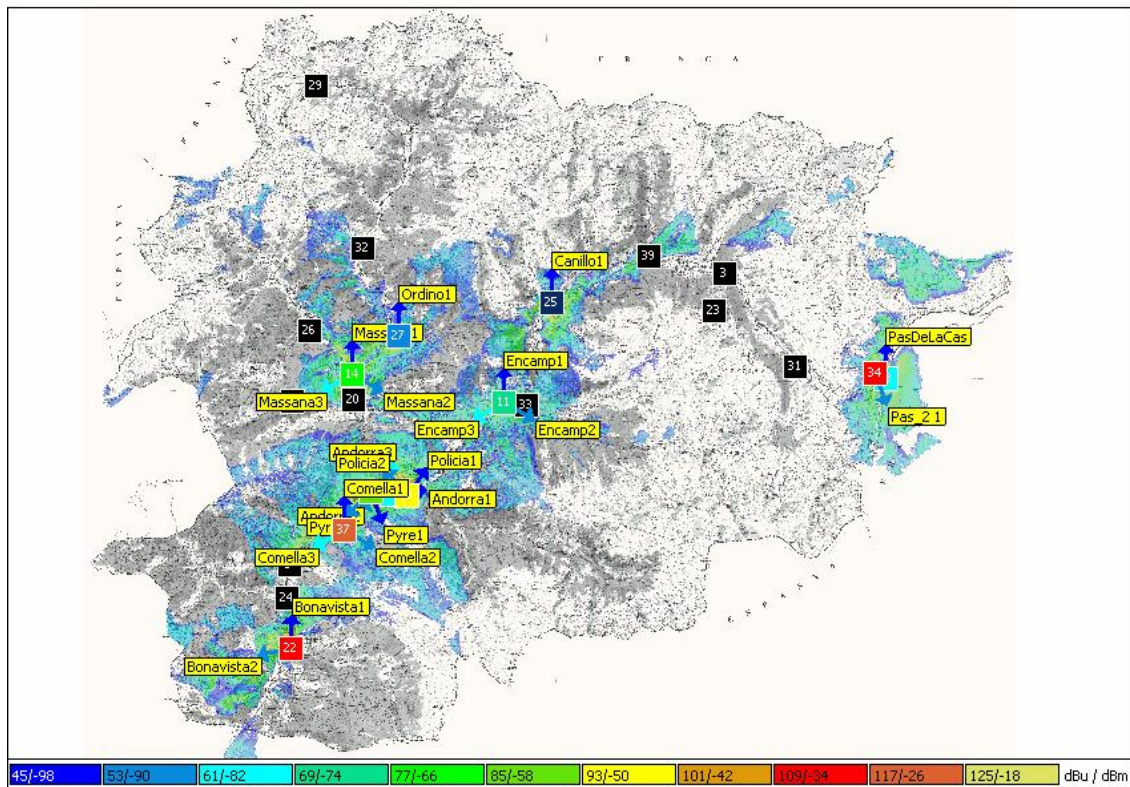 F R A N Ç A
29
32
39
Canillo1
3
25
Ordino1
23
26
27
Massana1
PasDeLaCas
Encamp1
31
34
14
Massana3
20
Massana2
11
33
Pas_2 1
Encamp3
Encamp2
Andorra3
Policia2
Policia1
Comella1
Andorra1
Pyre1
37
Comella3
Comella2
24
Bonavista1
22
Bonavista2
45/-98 53/-90 61/-82 69/-74 77/-66 85/-58 93/-50 101/-42 109/-34 117/-26 125/-18 dBu / dBm